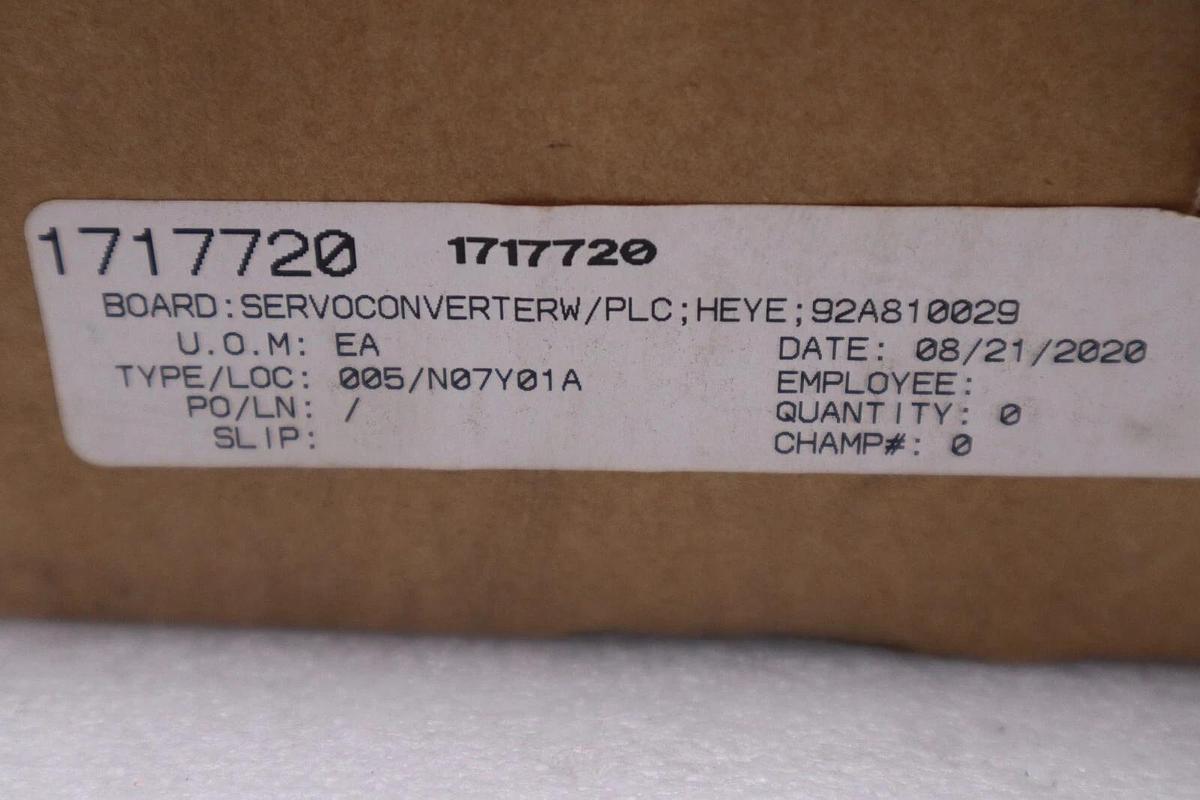 1717720 1717720
BOARD:SERVOCONVERTERW/PLC;HEYE;92A810029
U.O.M: EA DATE: 08/21/2020
TYPE/LOC: 005/N07Y01A EMPLOYEE:
PO/LN: / QUANTITY: 0
SLIP: CHAMP#: 0